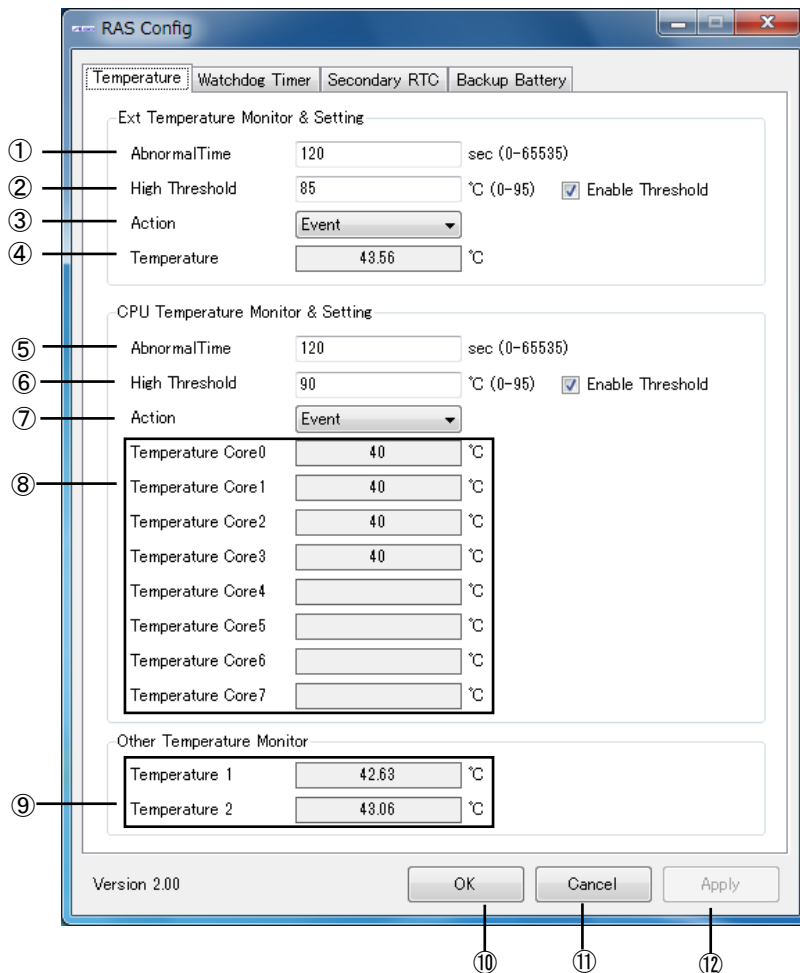 RAS Config
Temperature Watchdog Timer Secondary RTC Backup Battery
Ext Temperature Monitor & Setting
① AbnormalTime 120 sec (0-65535)
② High Threshold 85 °C (0-95) Enable Threshold
③ Action Event
④ Temperature 43.56 °C
CPU Temperature Monitor & Setting
⑤ AbnormalTime 120 sec (0-65535)
⑥ High Threshold 90 °C (0-95) Enable Threshold
⑦ Action Event
Temperature Core0 40 °C
⑧ Temperature Core1 40 °C
Temperature Core2 40 °C
Temperature Core3 40 °C
Temperature Core4 °C
Temperature Core5 °C
Temperature Core6 °C
Temperature Core7 °C
Other Temperature Monitor
Temperature 1 42.63 °C
⑨ Temperature 2 43.06 °C
Version 2.00 OK Cancel Apply
⑩ ⑪ ⑫